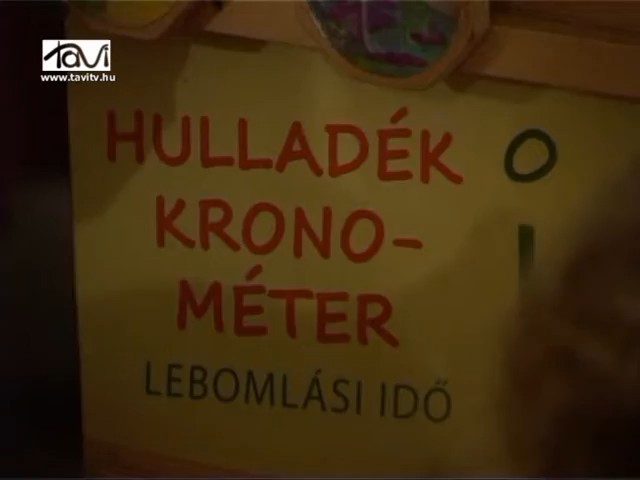 TaVi
www.tavitv.hu
HULLADÉK
KRONO-
MÉTER
LEBOMLÁSI IDŐ
O